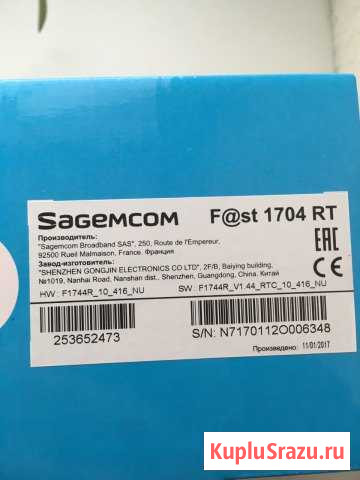 Sagemcom
F@st 1704 RT
Производитель:
"Sagemcom Broadband SAS", 250, Route de l'Empereur,
92500 Rueil Malmaison, France. Франция
Завод-изготовитель:
"SHENZHEN GONGJIN ELECTRONICS CO LTD", 2F/B, Baiying building,
№1019, Nanhai Road, Nanshan dist., Shenzhen, Guangdong, China. Китай
EAC
HW : F1744R_10_416_NU
SW : F1744R_V1.44_RTC_10_416_NU
253652473
S/N: N7170112O006348
Произведено: 11/01/2017
KupluSrazu.ru